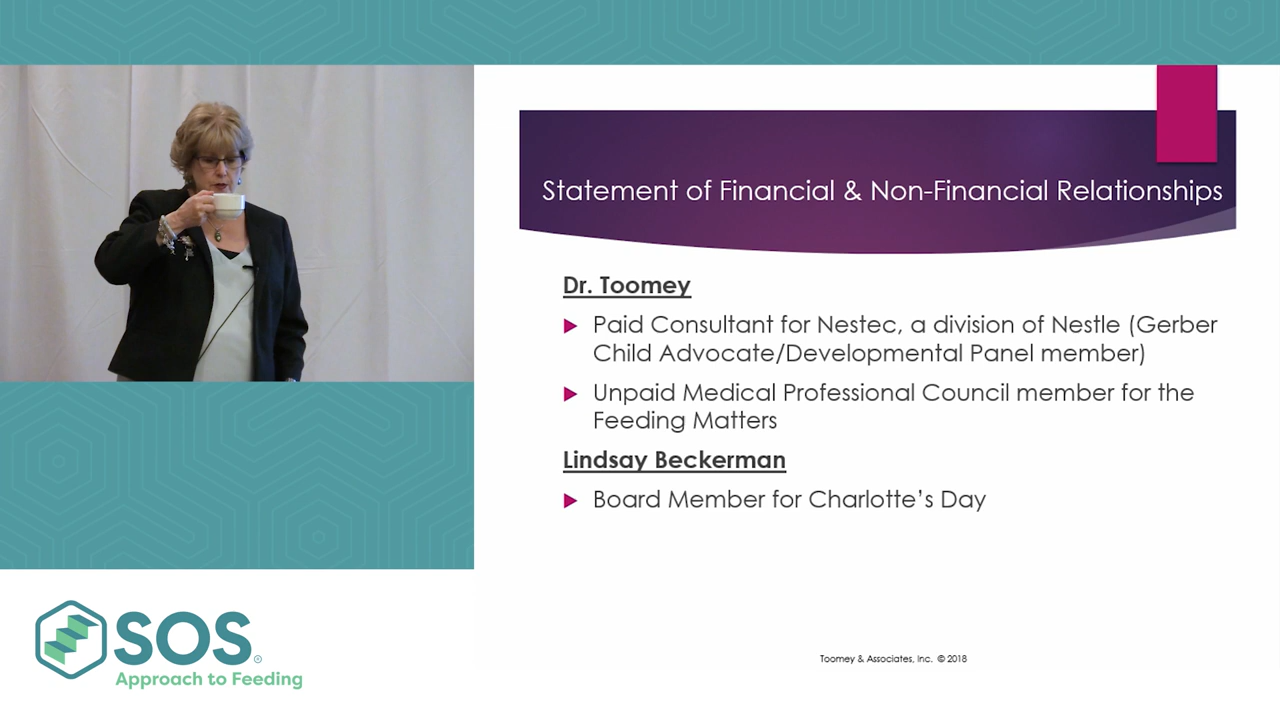 Statement of Financial & Non-Financial Relationships
Dr. Toomey
Paid Consultant for Nestec, a division of Nestle (Gerber
Child Advocate/Developmental Panel member)
Unpaid Medical Professional Council member for the
Feeding Matters
Lindsay Beckerman
Board Member for Charlotte’s Day
Toomey & Associates, Inc. © 2018
SOS®
Approach to Feeding